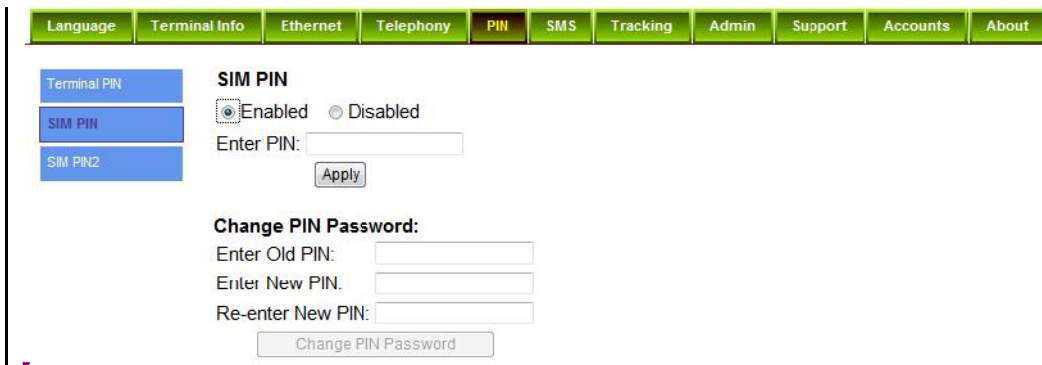 Language Terminal Info Ethernet Telephony PIN SMS Tracking Admin Support Accounts About
Terminal PIN
SIM PIN
SIM PIN2
SIM PIN
Enabled Disabled
Enter PIN:
Apply
Change PIN Password:
Enter Old PIN:
Enter New PIN.
Re-enter New PIN:
Change PIN Password